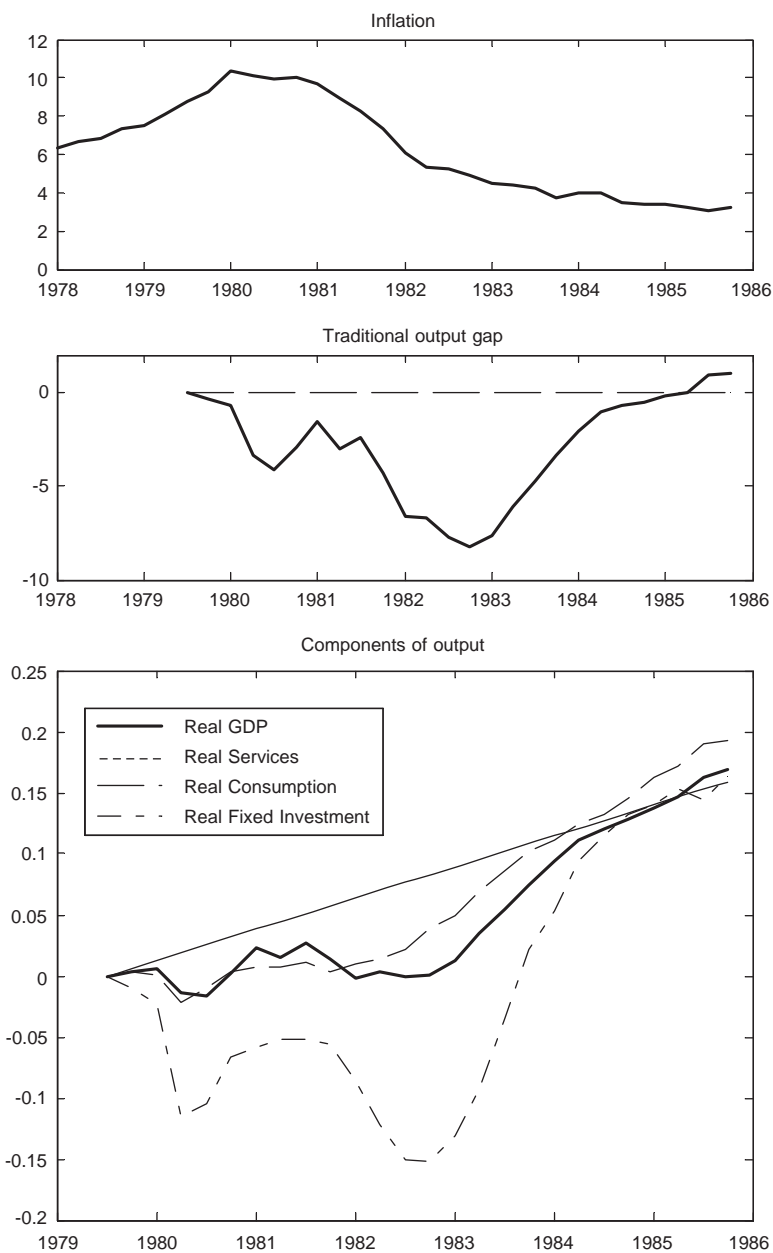 Inflation
12
10
8
6
4
2
0
1978 1979 1980 1981 1982 1983 1984 1985 1986
Traditional output gap
0
-5
-10
1978 1979 1980 1981 1982 1983 1984 1985 1986
Components of output
0.25
0.2
0.15
0.1
0.05
0
-0.05
-0.1
-0.15
-0.2
Real GDP
Real Services
Real Consumption
Real Fixed Investment
1979 1980 1981 1982 1983 1984 1985 1986